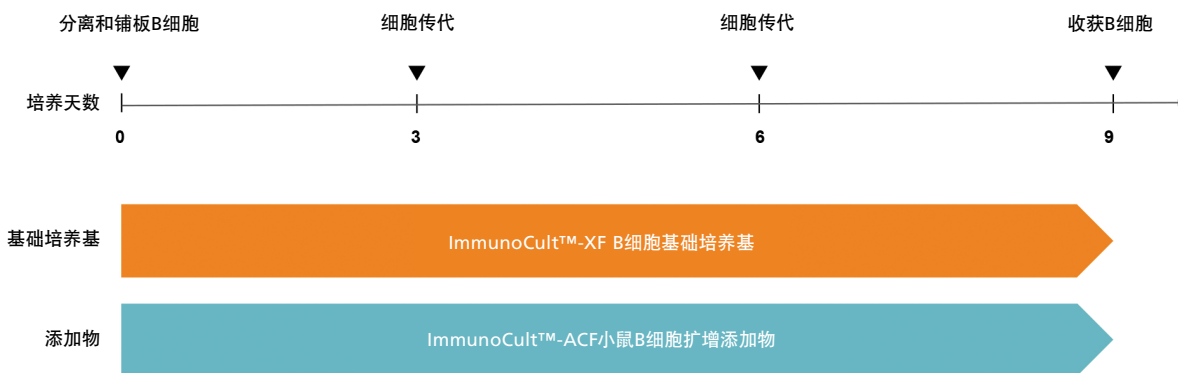 分离和铺板B细胞
细胞传代
细胞传代
收获B细胞
培养天数
0
3
6
9
基础培养基
ImmunoCult™-XF B细胞基础培养基
添加物
ImmunoCult™-ACF小鼠B细胞扩增添加物